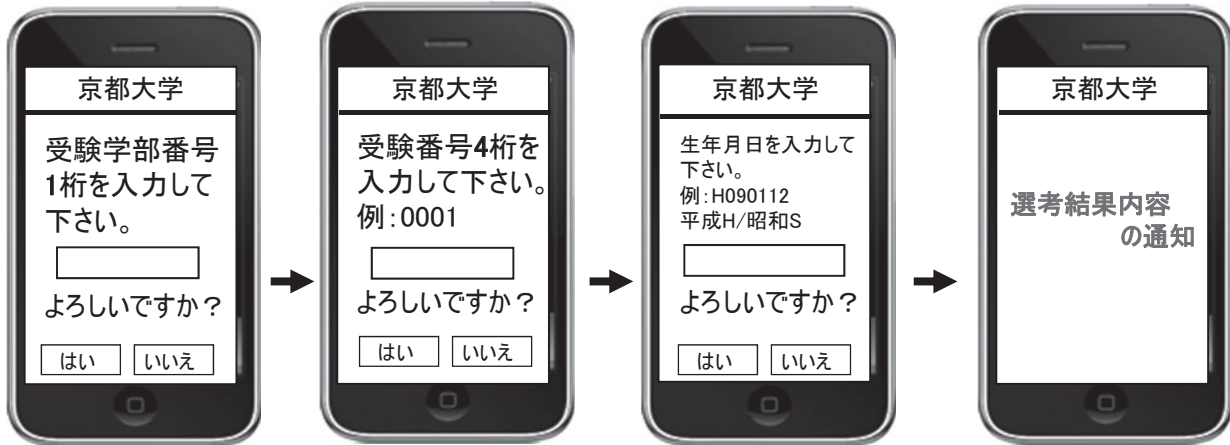 京都大学
受験学部番号
1桁を入力して
下さい。
よろしいですか？
はい いいえ
京都大学
受験番号4桁を
入力して下さい。
例：0001
よろしいですか？
はい いいえ
京都大学
生年月日を入力して
下さい。
例：H090112
平成H/昭和S
よろしいですか？
はい いいえ
京都大学
選考結果内容
の通知